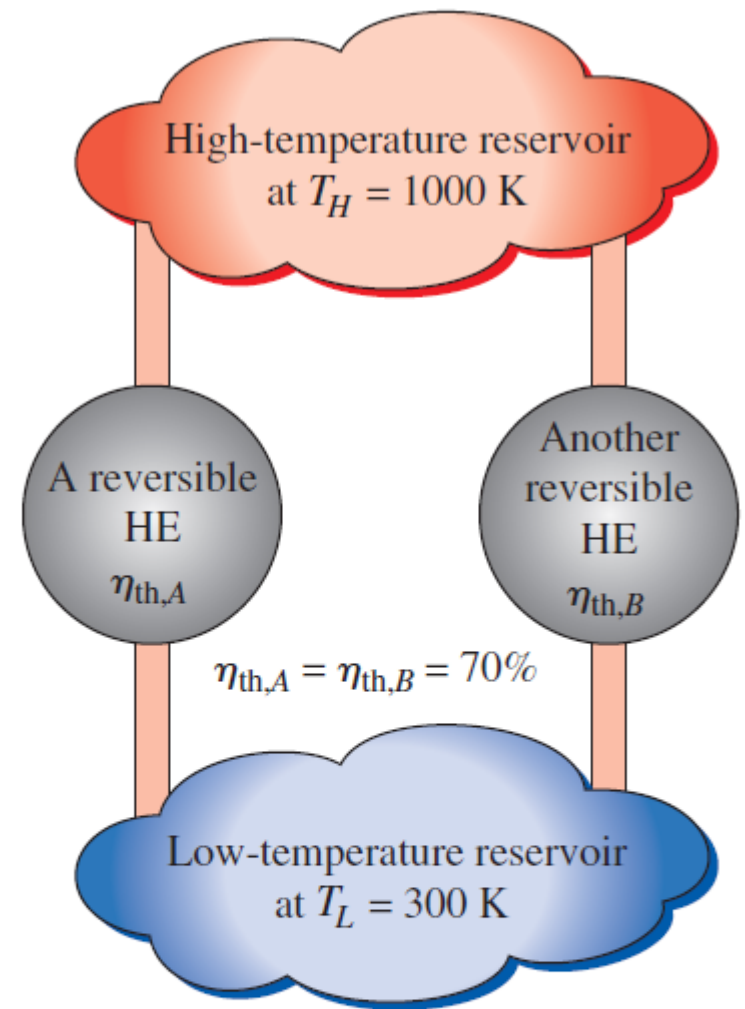 High-temperature reservoir
at T_H = 1000 K
A reversible
HE
η_th,A
Another
reversible
HE
η_th,B
η_th,A = η_th,B = 70%
Low-temperature reservoir
at T_L = 300 K